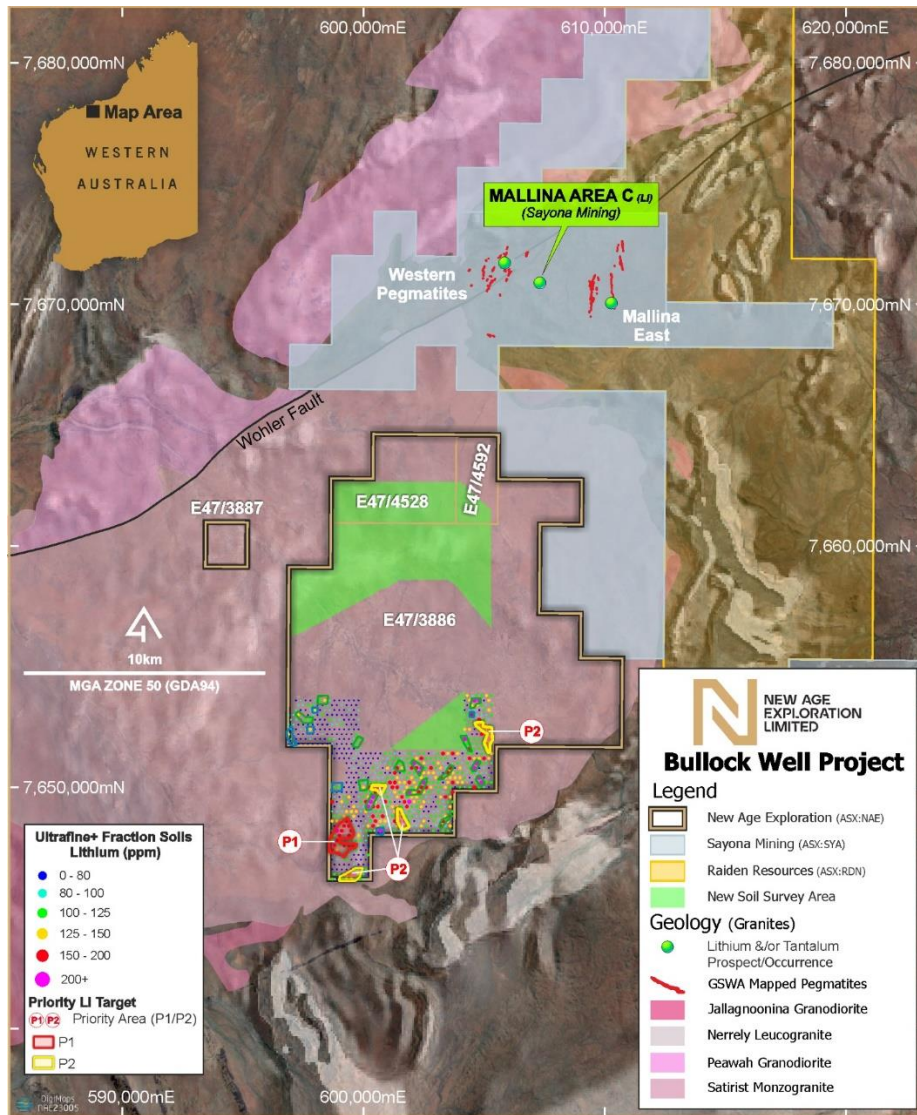 600,000mE
610,000mE
620,000mE
7,680,000mN
7,680,000mN
Map Area
WESTERN
AUSTRALIA
MALLINA AREA C (LI)
(Sayona Mining)
Western
Pegmatites
7,670,000mN
7,670,000mN
Mallina
East
Wohler Fault
E47/4592
E47/3887
E47/4528
7,660,000mN
E47/3886
10km
MGA ZONE 50 (GDA94)
P2
7,650,000mN
P1
P2
Ultrafine+ Fraction Soils
Lithium (ppm)
0 - 80
80 - 100
100 - 125
125 - 150
150 - 200
200+
Priority LI Target
P1 P2 Priority Area (P1/P2)
P1
P2
N NEW AGE
EXPLORATION
LIMITED
Bullock Well Project
Legend
New Age Exploration (ASX:NAE)
Sayona Mining (ASX:SYA)
Raiden Resources (ASX:RDN)
New Soil Survey Area
Geology (Granites)
Lithium &/or Tantalum
Prospect/Occurrence
GSWA Mapped Pegmatites
Jallagnoonina Granodiorite
Nerrely Leucogranite
Peawah Granodiorite
Satirist Monzogranite
DigiMaps
NAE23005
590,000mE
600,000mE